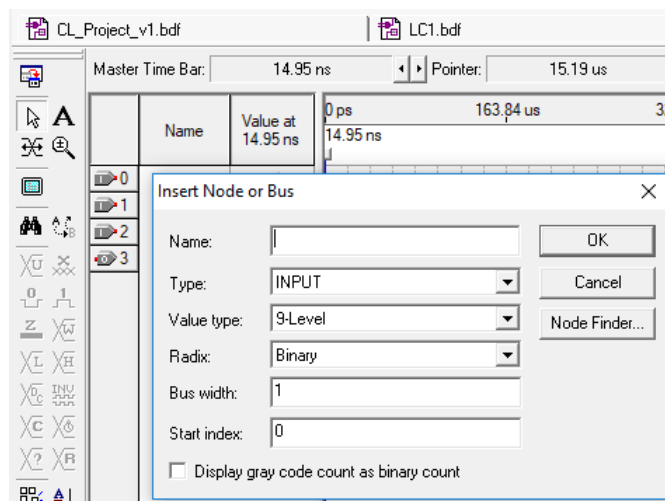 CL_Project_v1.bdf LC1.bdf
Master Time Bar: 14.95 ns Pointer: 15.19 us
Name Value at 14.95 ns
0 ps 163.84 us
14.95 ns
0
1
2
3
Insert Node or Bus
Name:
OK
Type: INPUT
Cancel
Value type: 9-Level
Node Finder...
Radix: Binary
Bus width: 1
Start index: 0
Display gray code count as binary count